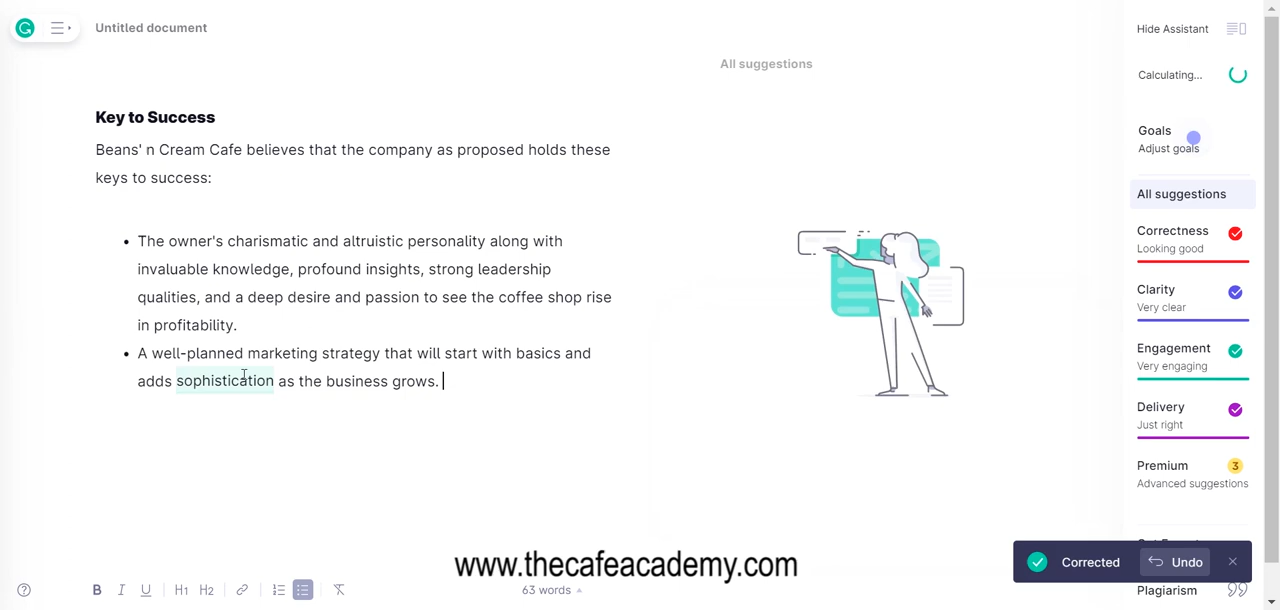 Untitled document
Hide Assistant
All suggestions
Calculating...
Key to Success
Goals
Adjust goals
Beans' n Cream Cafe believes that the company as proposed holds these
keys to success:
All suggestions
Correctness
Looking good
• The owner's charismatic and altruistic personality along with
invaluable knowledge, profound insights, strong leadership
qualities, and a deep desire and passion to see the coffee shop rise
in profitability.
Clarity
Very clear
• A well-planned marketing strategy that will start with basics and
adds sophistication as the business grows.
Engagement
Very engaging
Delivery
Just right
Premium
3
Advanced suggestions
www.thecafeacademy.com
Corrected
Undo
B I U H1 H2
63 words
Plagiarism